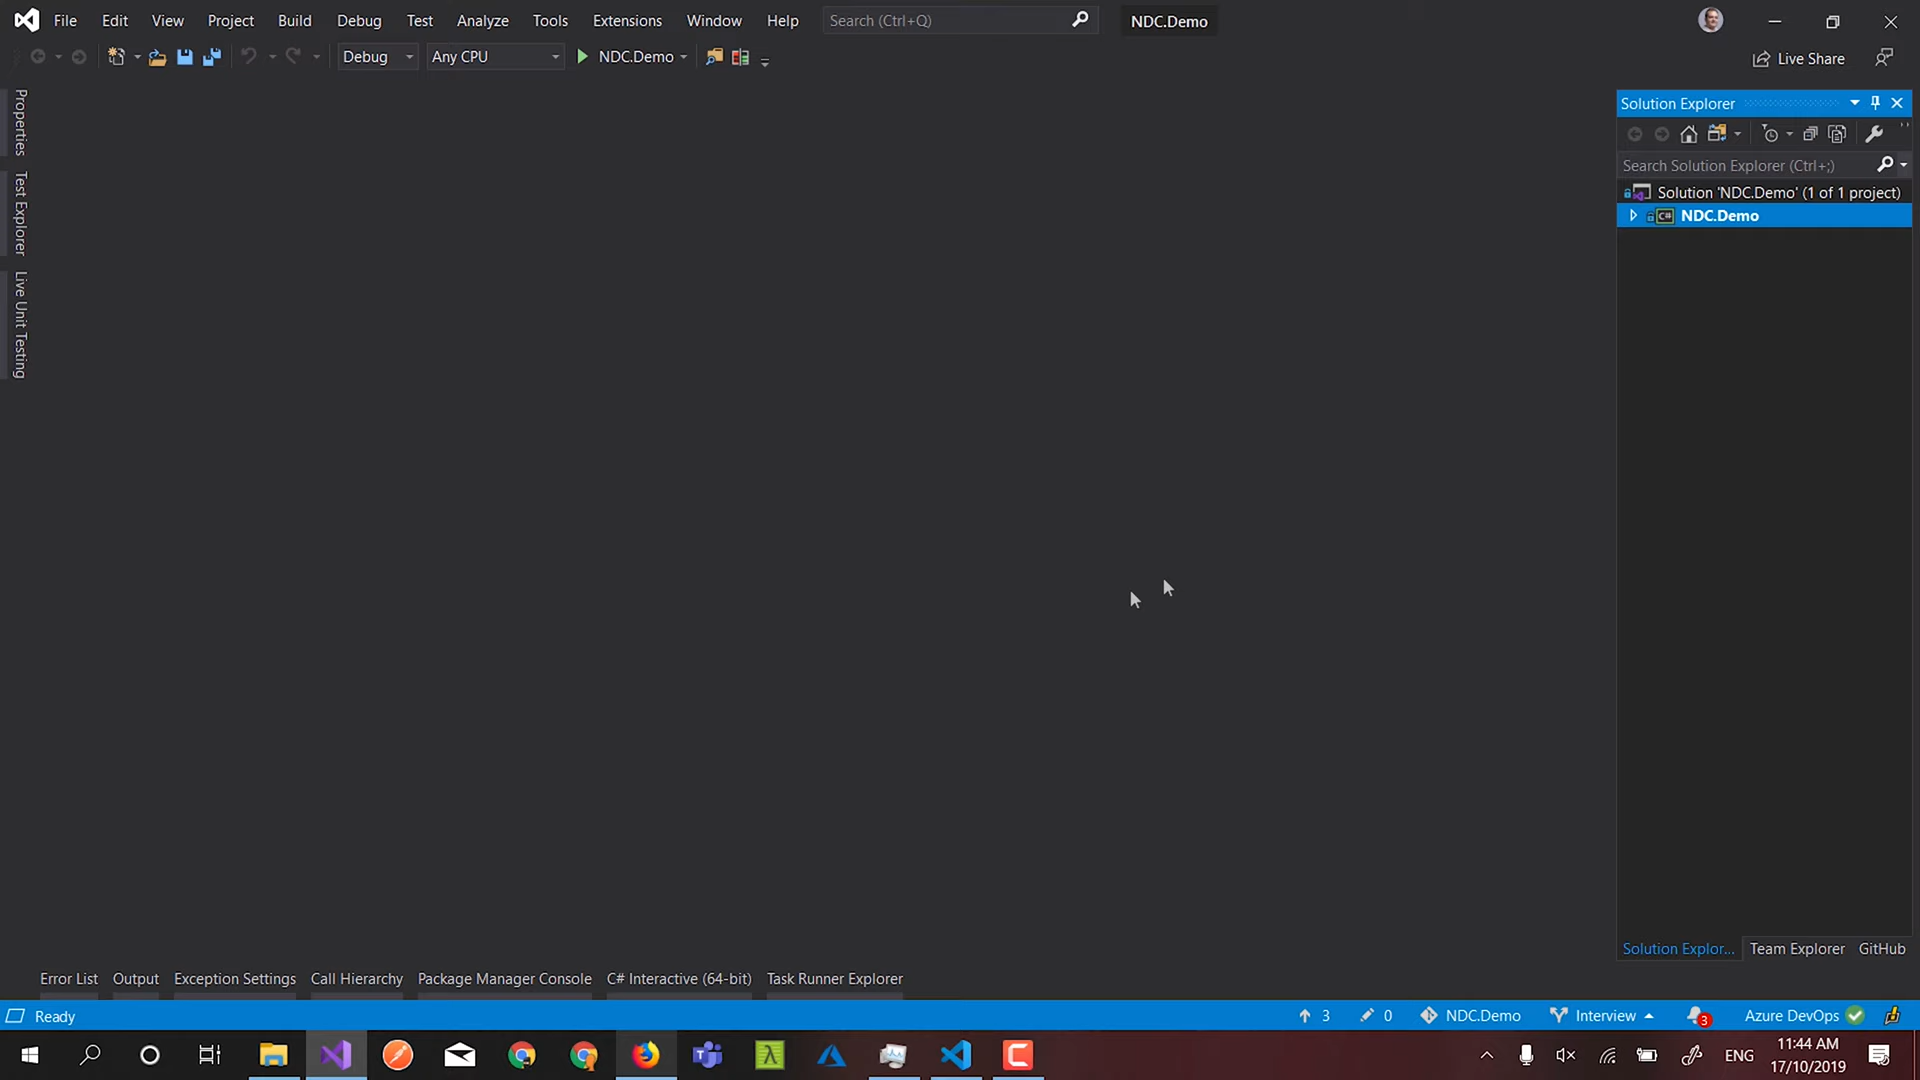 File Edit View Project Build Debug Test Analyze Tools Extensions Window Help Search (Ctrl+Q) NDC.Demo
Debug Any CPU NDC.Demo Live Share
Properties
Test Explorer
Live Unit Testing
Solution Explorer
Search Solution Explorer (Ctrl+;)
Solution 'NDC.Demo' (1 of 1 project)
C# NDC.Demo
Solution Explor... Team Explorer GitHub
Error List Output Exception Settings Call Hierarchy Package Manager Console C# Interactive (64-bit) Task Runner Explorer
Ready 3 0 NDC.Demo Interview 3 Azure DevOps
ENG 11:44 AM
17/10/2019